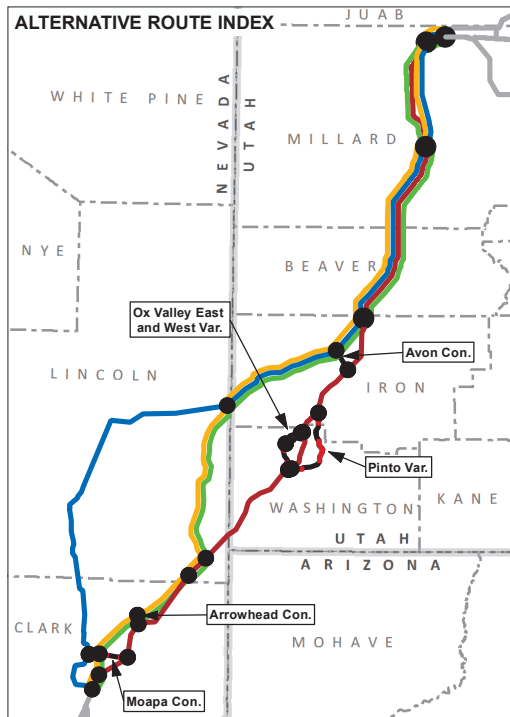 ALTERNATIVE ROUTE INDEX
JUAB
WHITE PINE
NEVADA
UTAH
MILLARD
NYE
BEAVER
Ox Valley East
and West Var.
Avon Con.
LINCOLN
IRON
Pinto Var.
WASHINGTON
KANE
UTAH
ARIZONA
Arrowhead Con.
CLARK
MOHAVE
Moapa Con.